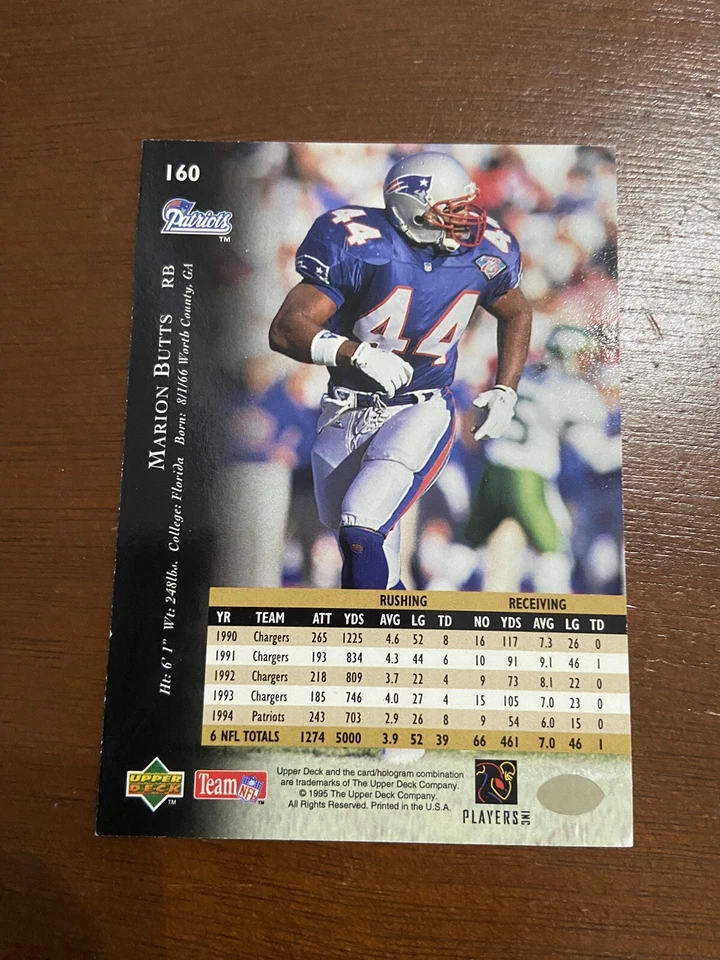 160
Patriots
TM
MARION BUTTS RB
Ht: 6' 1" Wt: 248lbs. College: Florida Born: 8/1/66 Worth County, GA
44
44
44
RUSHING RECEIVING
YR TEAM ATT YDS AVG LG TD NO YDS AVG LG TD
1990 Chargers 265 1225 4.6 52 8 16 117 7.3 26 0
1991 Chargers 193 834 4.3 44 6 10 91 9.1 46 1
1992 Chargers 218 809 3.7 22 4 9 73 8.1 22 0
1993 Chargers 185 746 4.0 27 4 15 105 7.0 23 0
1994 Patriots 243 703 2.9 26 8 9 54 6.0 15 0
6 NFL TOTALS 1274 5000 3.9 52 39 66 461 7.0 46 1
UPPER DECK
TM
Team NFL
TM
Upper Deck and the card/hologram combination
are trademarks of The Upper Deck Company.
© 1995 The Upper Deck Company.
All Rights Reserved. Printed in the U.S.A.
PLAYERS INC